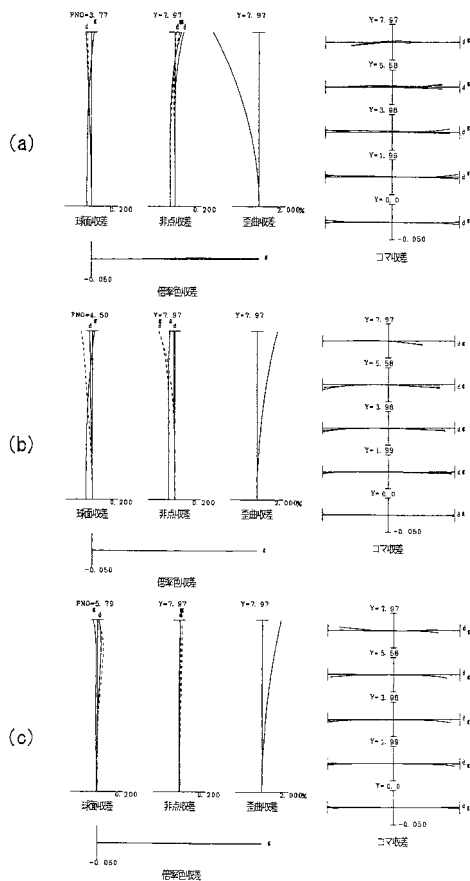 (a)
FNO=3.77
Y=7.97
Y=7.97
d g
g
d d
0.200
0.200
2.000%
球面収差
非点収差
歪曲収差
-0.050
g
倍率色収差
Y=7.97
d g
Y=5.58
d g
Y=3.98
d g
Y=1.99
d g
Y=0.0
d g
-0.050
コマ収差
(b)
FNO=4.50
Y=7.97
Y=7.97
d g
g g
d d
0.200
0.200
2.000%
球面収差
非点収差
歪曲収差
-0.050
g
倍率色収差
Y=7.97
d g
Y=5.58
d g
Y=3.98
d g
Y=1.99
d g
Y=0.0
d g
-0.050
コマ収差
(c)
FNO=5.79
Y=7.97
Y=7.97
g
d
0.200
0.200
2.000%
球面収差
非点収差
歪曲収差
-0.050
g
倍率色収差
Y=7.97
d g
Y=5.58
d g
Y=3.98
d g
Y=1.99
d g
Y=0.0
d g
-0.050
コマ収差